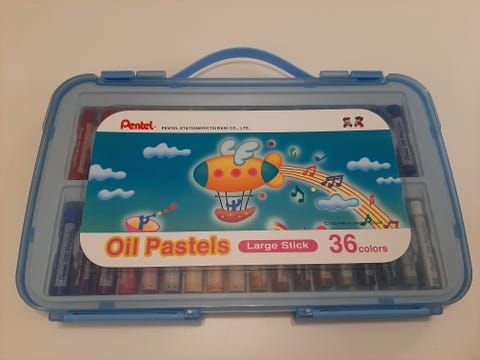 Pentel
PENTEL STATIONERY(TAIWAN) CO., LTD.
Oil Pastels
Large Stick
36 colors